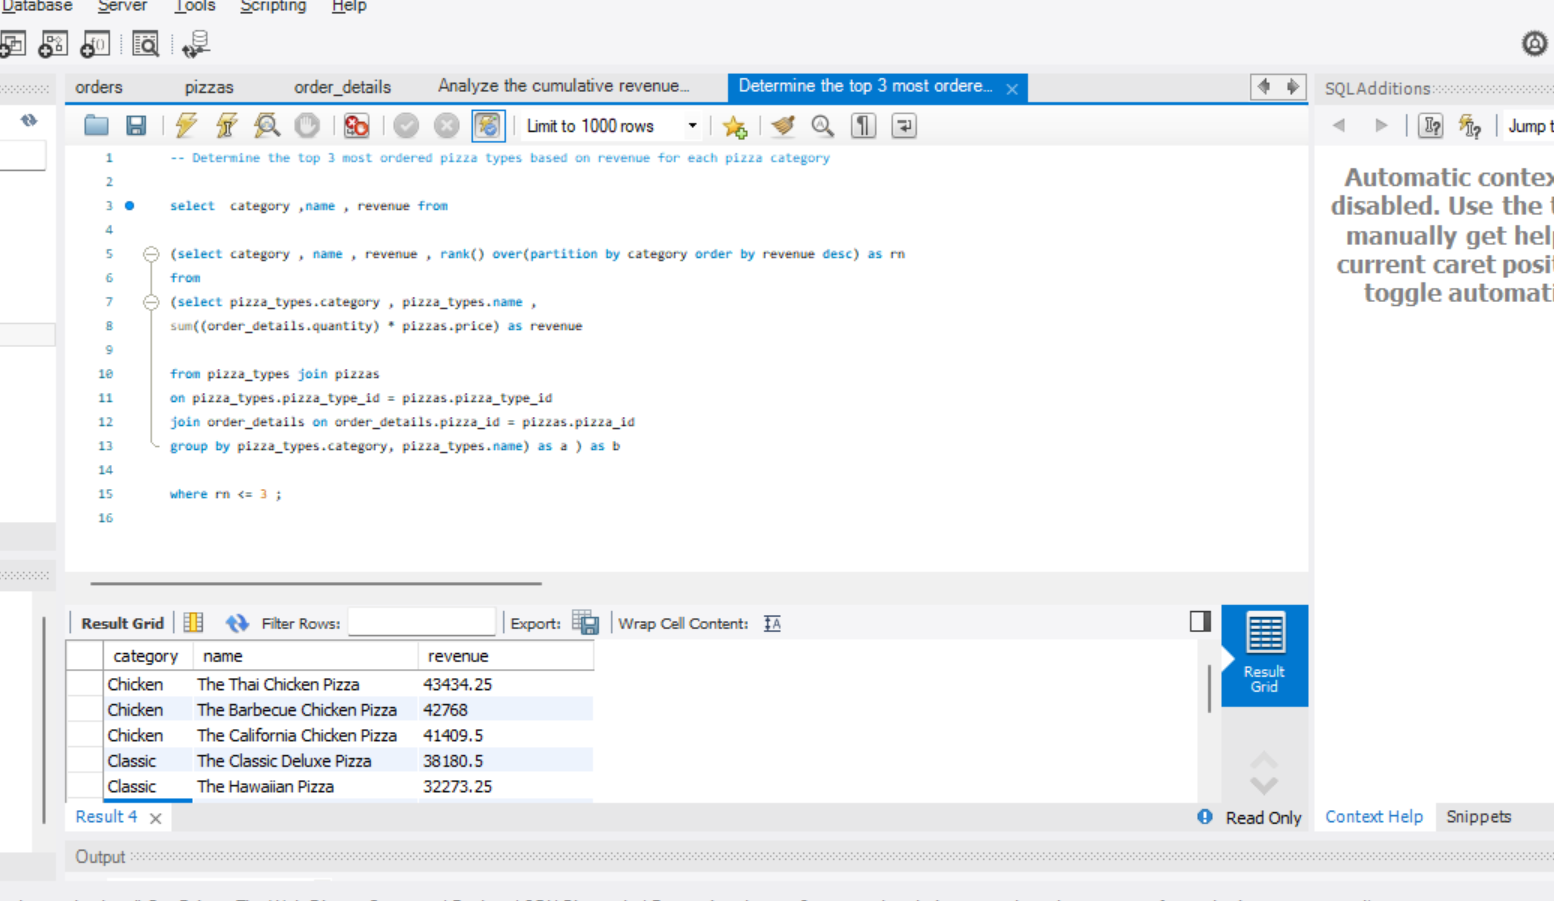 Database Server Tools Scripting Help
orders pizzas order_details Analyze the cumulative revenue... Determine the top 3 most ordere...
SQLAdditions
Limit to 1000 rows
Jump t
1 -- Determine the top 3 most ordered pizza types based on revenue for each pizza category
2
3 select  category ,name , revenue from
4
5 (select category , name , revenue , rank() over(partition by category order by revenue desc) as rn
6 from
7 (select pizza_types.category , pizza_types.name ,
8 sum((order_details.quantity) * pizzas.price) as revenue
9
10 from pizza_types join pizzas
11 on pizza_types.pizza_type_id = pizzas.pizza_type_id
12 join order_details on order_details.pizza_id = pizzas.pizza_id
13 group by pizza_types.category, pizza_types.name) as a ) as b
14
15 where rn <= 3 ;
16
Automatic contex
disabled. Use the t
manually get hel
current caret posit
toggle automati
Result Grid Filter Rows: Export: Wrap Cell Content:
category name revenue
Chicken The Thai Chicken Pizza 43434.25
Chicken The Barbecue Chicken Pizza 42768
Chicken The California Chicken Pizza 41409.5
Classic The Classic Deluxe Pizza 38180.5
Classic The Hawaiian Pizza 32273.25
Result
Grid
Result 4 Read Only Context Help Snippets
Output